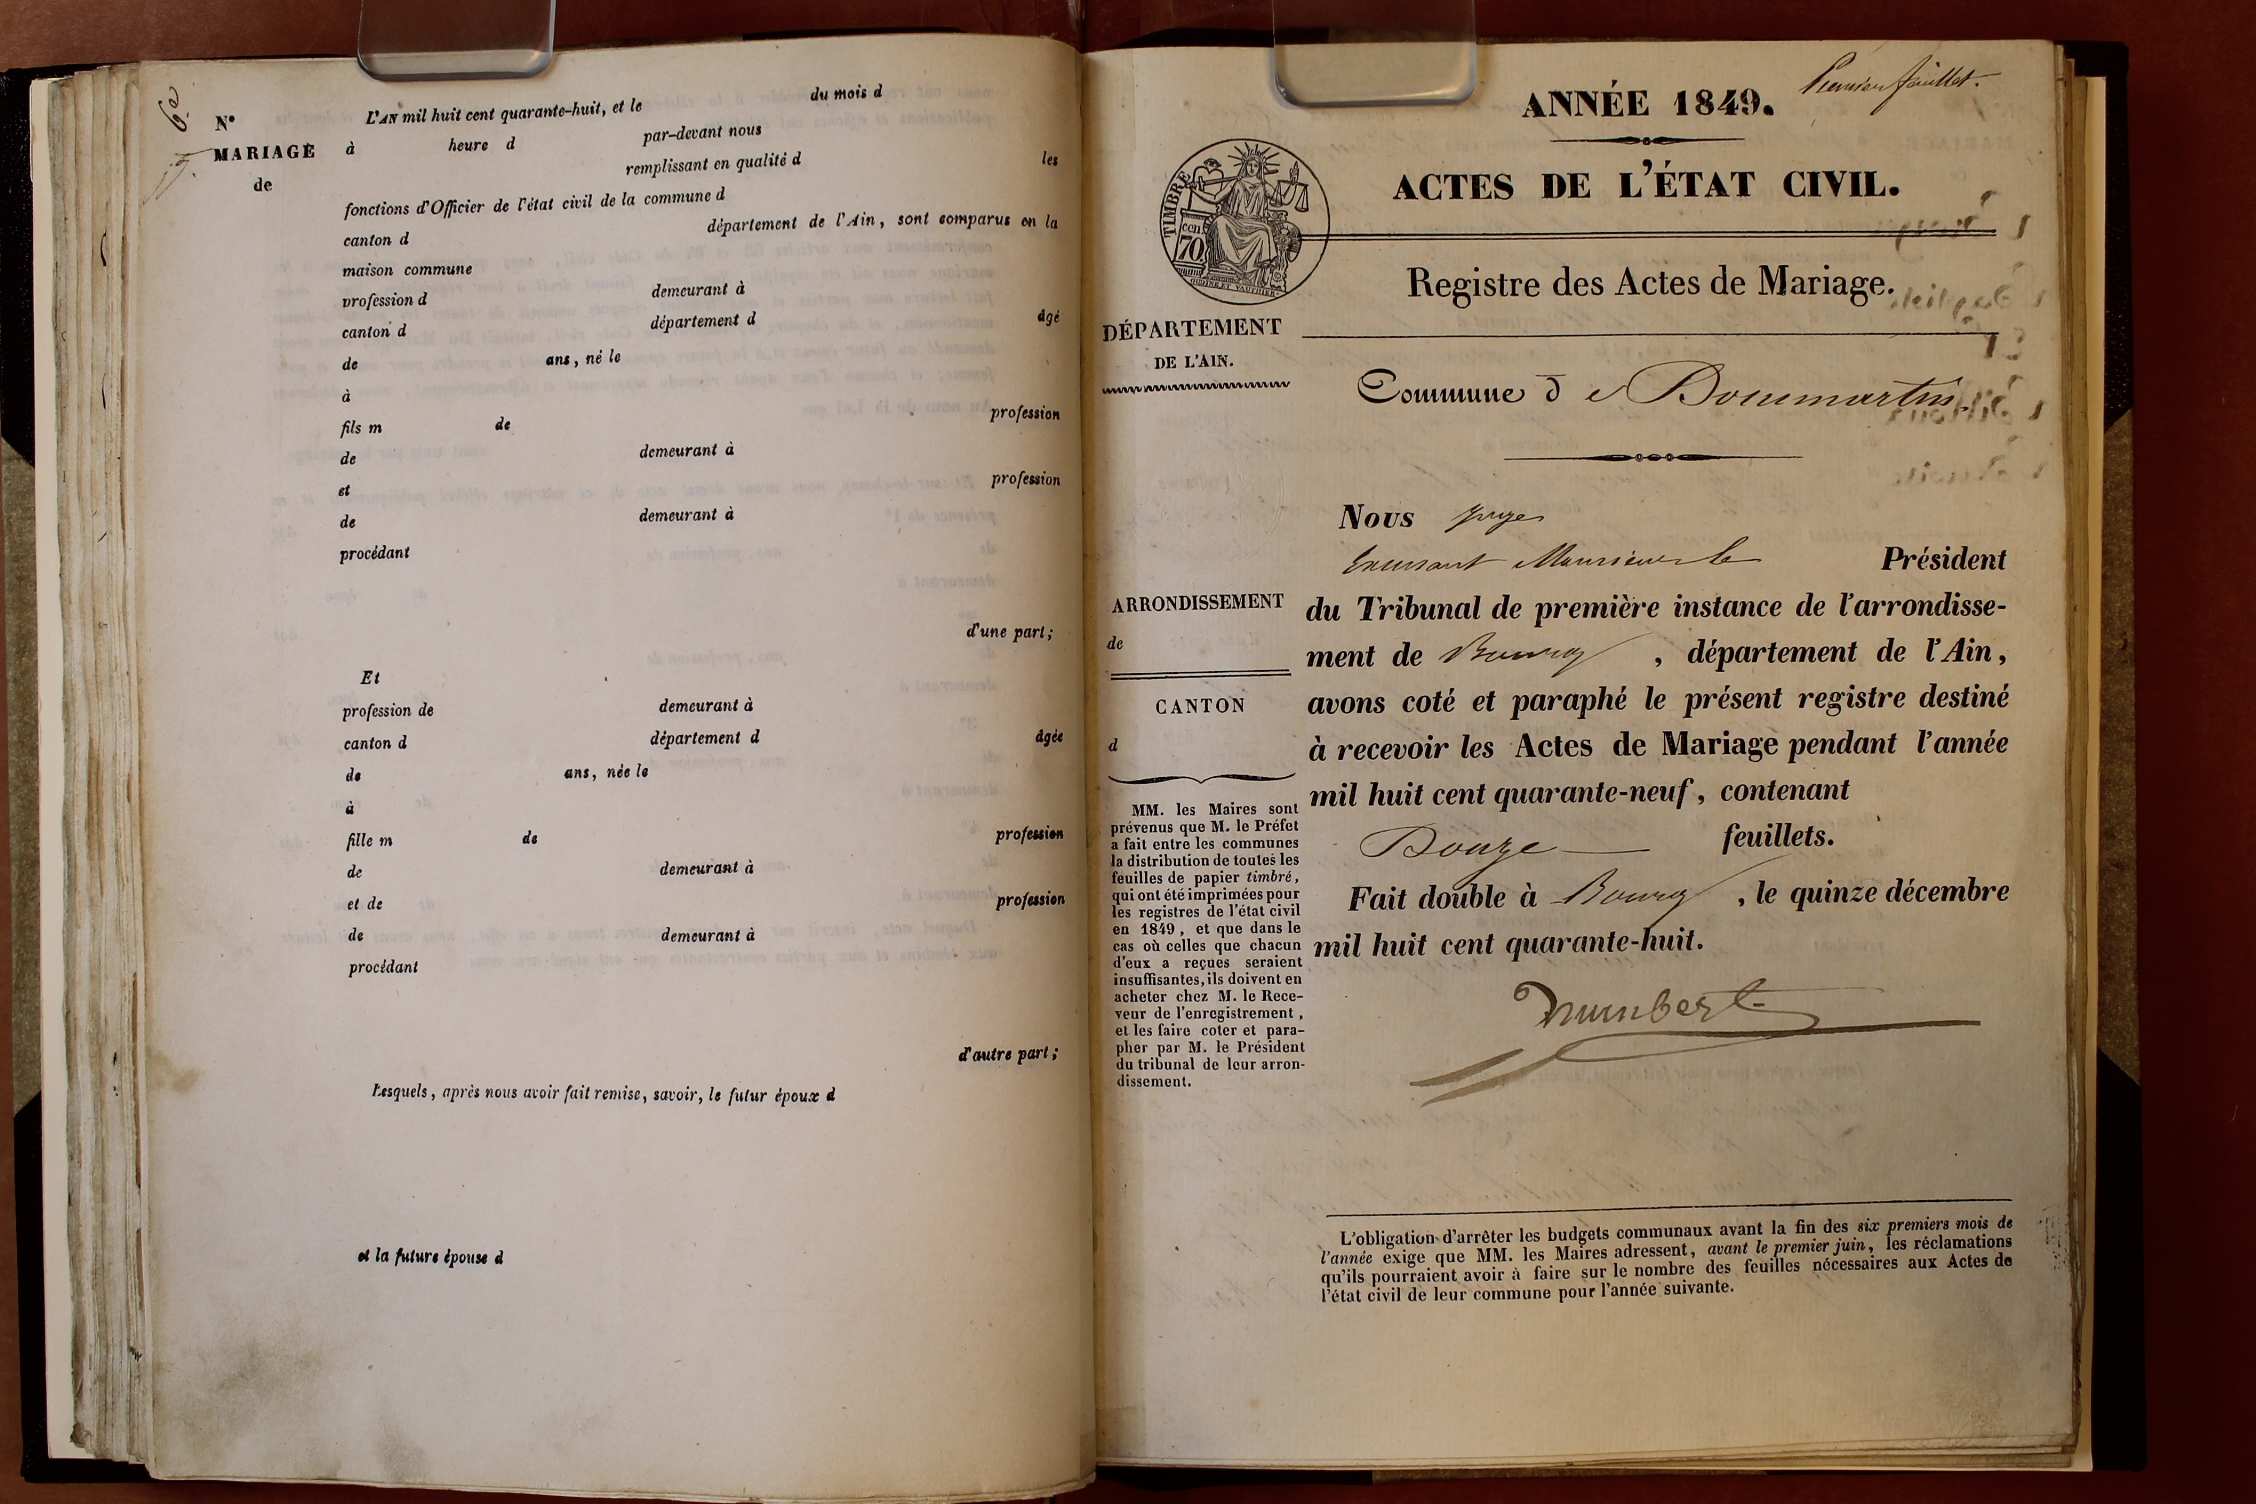 6e
N°
MARIAGE
de
L'AN mil huit cent quarante-huit, et le du mois d
à heure d par-devant nous
remplissant en qualité d les
fonctions d'Officier de l'état civil de la commune d
canton d département de l'Ain, sont comparus en la
maison commune
profession d demeurant à
canton d département d âgé
de ans, né le
à
fils m de profession
de demeurant à
et profession
de demeurant à
procédant
d'une part;
Et
profession de demeurant à
canton d département d âgée
de ans, née le
à
fille m de profession
de demeurant à
et de profession
de demeurant à
procédant
d'autre part;
Lesquels, après nous avoir fait remise, savoir, le futur époux d
et la future épouse d
Premier feuillet.
ANNÉE 1849.
TIMBRE
70 cen.
OUDINÉ ET VAUTHIER
ACTES DE L'ÉTAT CIVIL.
Registre des Actes de Mariage.
DÉPARTEMENT
DE L'AIN.
Commune de Dommartin
ARRONDISSEMENT
de
CANTON
d
MM. les Maires sont
prévenus que M. le Préfet
a fait entre les communes
la distribution de toutes les
feuilles de papier timbré,
qui ont été imprimées pour
les registres de l'état civil
en 1849, et que dans le
cas où celles que chacun
d'eux a reçues seraient
insuffisantes, ils doivent en
acheter chez M. le Rece-
veur de l'enregistrement,
et les faire coter et para-
pher par M. le Président
du tribunal de leur arron-
dissement.
Nous juge
Monsieur le Président
du Tribunal de première instance de l'arrondisse-
ment de Bourg, département de l'Ain,
avons coté et paraphé le présent registre destiné
à recevoir les Actes de Mariage pendant l'année
mil huit cent quarante-neuf, contenant
Douze feuillets.
Fait double à Bourg, le quinze décembre
mil huit cent quarante-huit.
Humbert
L'obligation d'arrêter les budgets communaux avant la fin des six premiers mois de
l'année exige que MM. les Maires adressent, avant le premier juin, les réclamations
qu'ils pourraient avoir à faire sur le nombre des feuilles nécessaires aux Actes de
l'état civil de leur commune pour l'année suivante.